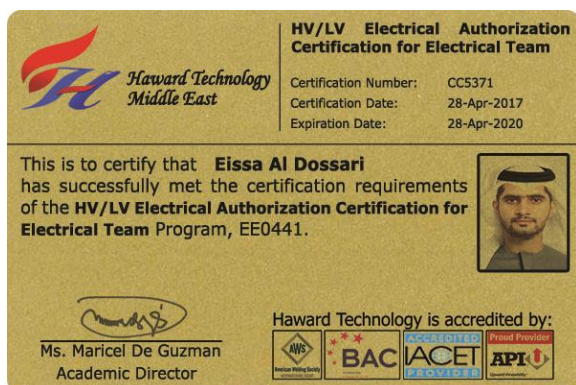 HV/LV Electrical Authorization
Certification for Electrical Team
Haward Technology
Middle East
Certification Number: CC5371
Certification Date: 28-Apr-2017
Expiration Date: 28-Apr-2020
This is to certify that Eissa Al Dossari
has successfully met the certification requirements
of the HV/LV Electrical Authorization Certification for
Electrical Team Program, EE0441.
Ms. Maricel De Guzman
Academic Director
Haward Technology is accredited by:
AWS
American Welding Society
BAC
ACCREDITED
IACET
PROVIDER
Proud Provider
API